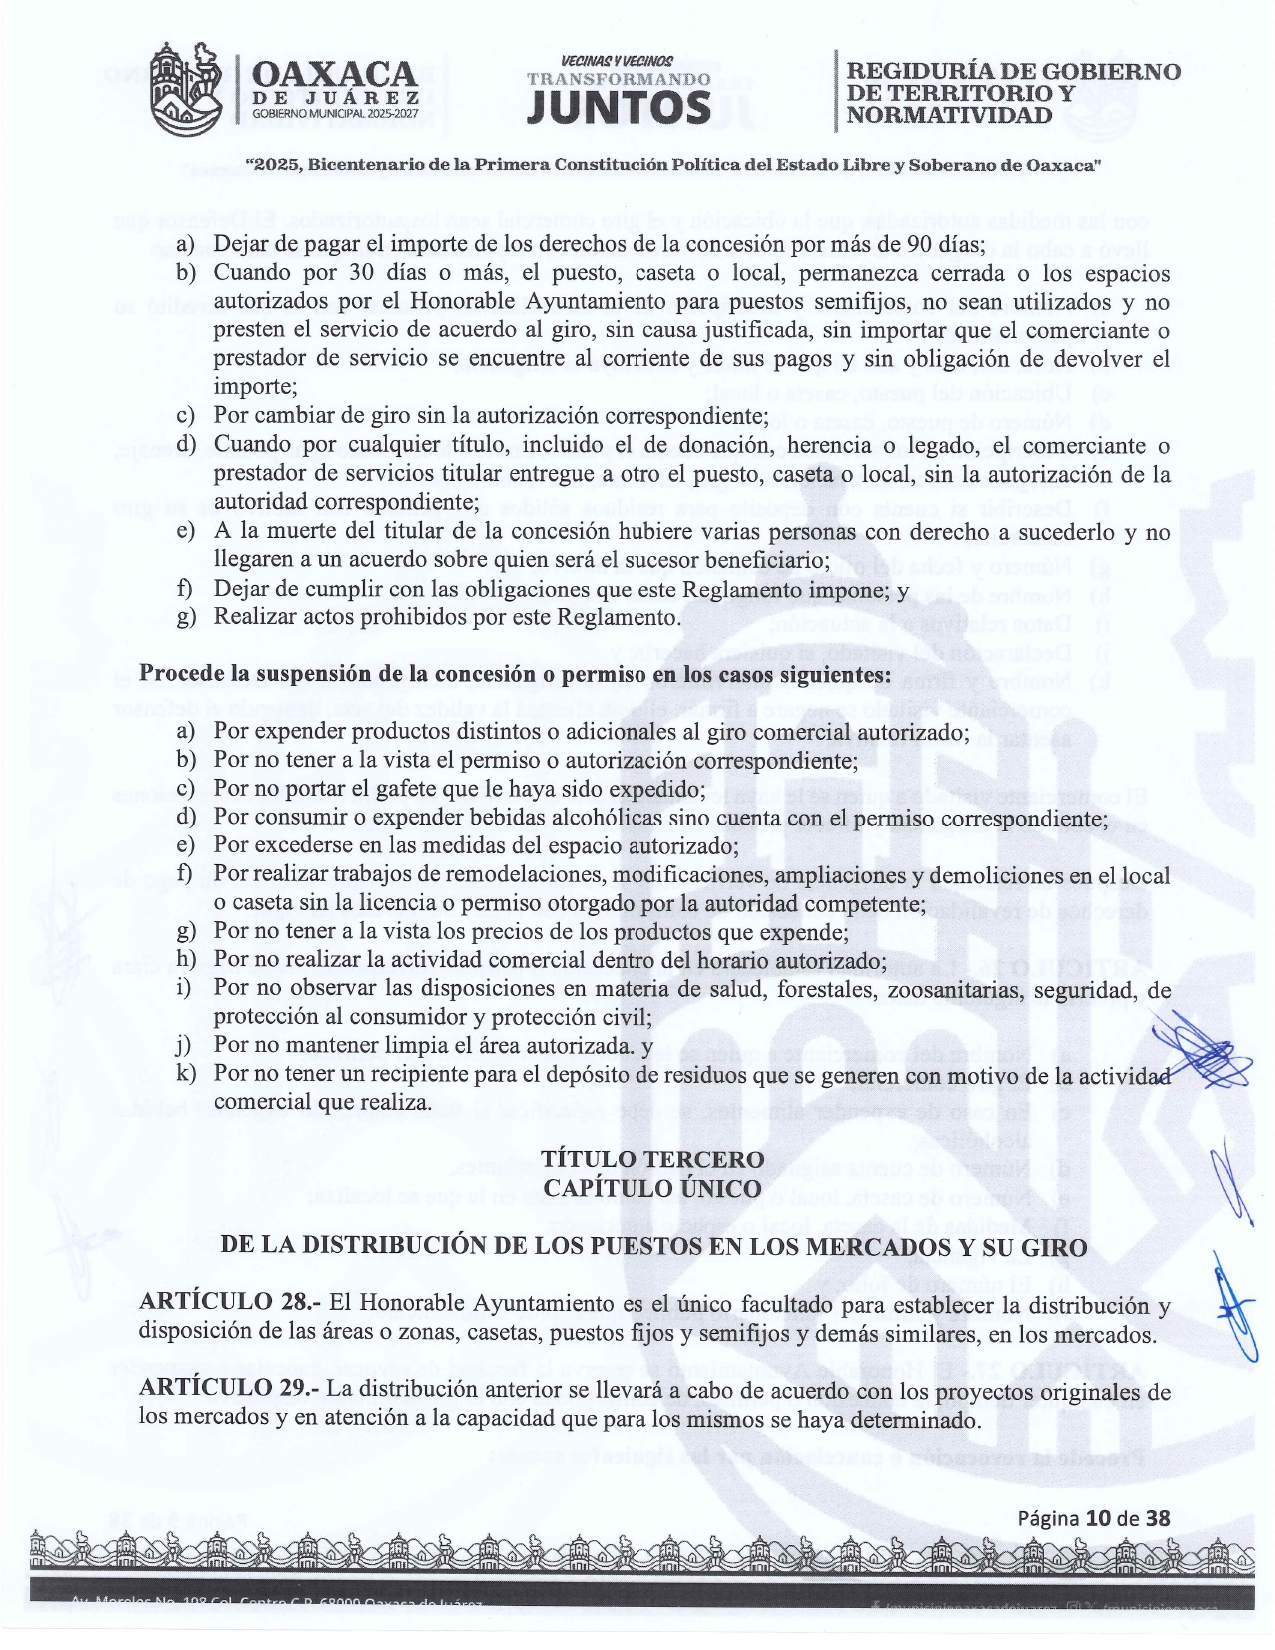 OAXACA
DE JUÁREZ
GOBIERNO MUNICIPAL 2025-2027
VECINAS Y VECINOS
TRANSFORMANDO
JUNTOS
REGIDURÍA DE GOBIERNO
DE TERRITORIO Y
NORMATIVIDAD
"2025, Bicentenario de la Primera Constitución Política del Estado Libre y Soberano de Oaxaca"
a) Dejar de pagar el importe de los derechos de la concesión por más de 90 días;
b) Cuando por 30 días o más, el puesto, caseta o local, permanezca cerrada o los espacios
autorizados por el Honorable Ayuntamiento para puestos semifijos, no sean utilizados y no
presten el servicio de acuerdo al giro, sin causa justificada, sin importar que el comerciante o
prestador de servicio se encuentre al corriente de sus pagos y sin obligación de devolver el
importe;
c) Por cambiar de giro sin la autorización correspondiente;
d) Cuando por cualquier título, incluido el de donación, herencia o legado, el comerciante o
prestador de servicios titular entregue a otro el puesto, caseta o local, sin la autorización de la
autoridad correspondiente;
e) A la muerte del titular de la concesión hubiere varias personas con derecho a sucederlo y no
llegaren a un acuerdo sobre quien será el sucesor beneficiario;
f) Dejar de cumplir con las obligaciones que este Reglamento impone; y
g) Realizar actos prohibidos por este Reglamento.
Procede la suspensión de la concesión o permiso en los casos siguientes:
a) Por expender productos distintos o adicionales al giro comercial autorizado;
b) Por no tener a la vista el permiso o autorización correspondiente;
c) Por no portar el gafete que le haya sido expedido;
d) Por consumir o expender bebidas alcohólicas sino cuenta con el permiso correspondiente;
e) Por excederse en las medidas del espacio autorizado;
f) Por realizar trabajos de remodelaciones, modificaciones, ampliaciones y demoliciones en el local
o caseta sin la licencia o permiso otorgado por la autoridad competente;
g) Por no tener a la vista los precios de los productos que expende;
h) Por no realizar la actividad comercial dentro del horario autorizado;
i) Por no observar las disposiciones en materia de salud, forestales, zoosanitarias, seguridad, de
protección al consumidor y protección civil;
j) Por no mantener limpia el área autorizada. y
k) Por no tener un recipiente para el depósito de residuos que se generen con motivo de la actividad
comercial que realiza.
TÍTULO TERCERO
CAPÍTULO ÚNICO
DE LA DISTRIBUCIÓN DE LOS PUESTOS EN LOS MERCADOS Y SU GIRO
ARTÍCULO 28.- El Honorable Ayuntamiento es el único facultado para establecer la distribución y
disposición de las áreas o zonas, casetas, puestos fijos y semifijos y demás similares, en los mercados.
ARTÍCULO 29.- La distribución anterior se llevará a cabo de acuerdo con los proyectos originales de
los mercados y en atención a la capacidad que para los mismos se haya determinado.
Página 10 de 38